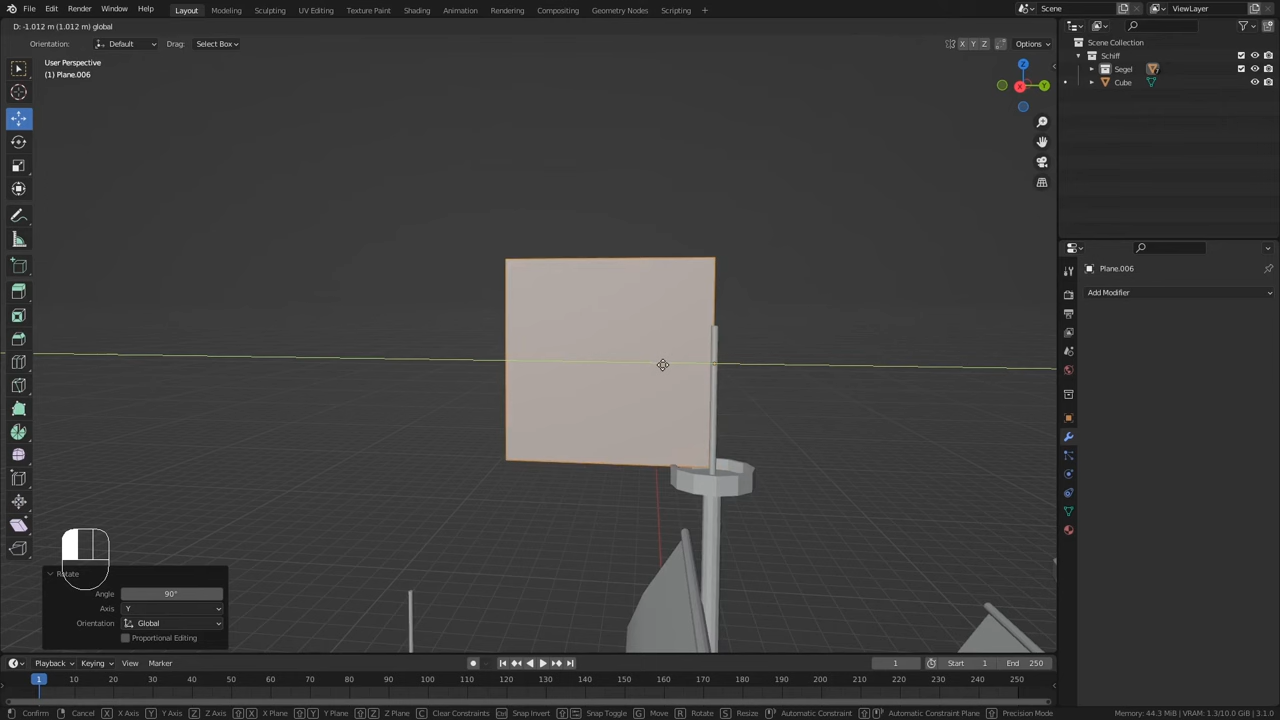 File Edit Render Window Help
Layout Modeling Sculpting UV Editing Texture Paint Shading Animation Rendering Compositing Geometry Nodes Scripting +
Scene
ViewLayer
D: -1.012 m (1.012 m) global
Orientation: Default Drag: Select Box
X Y Z Options
User Perspective
(1) Plane.006
Z
Y
X
Scene Collection
Schiff
Segel
Cube
Plane.006
Add Modifier
Rotate
Angle 90°
Axis Y
Orientation Global
Proportional Editing
Playback Keying View Marker
1 Start 1 End 250
1 10 20 30 40 50 60 70 80 90 100 110 120 130 140 150 160 170 180 190 200 210 220 230 240 250
Confirm Cancel X X Axis Y Y Axis Z Z Axis X X Plane Y Y Plane Z Z Plane C Clear Constraints Snap Invert Snap Toggle G Move R Rotate S Resize Automatic Constraint Automatic Constraint Plane Precision Mode
Memory: 44.3 MiB | VRAM: 1.3/10.0 GiB | 3.1.0